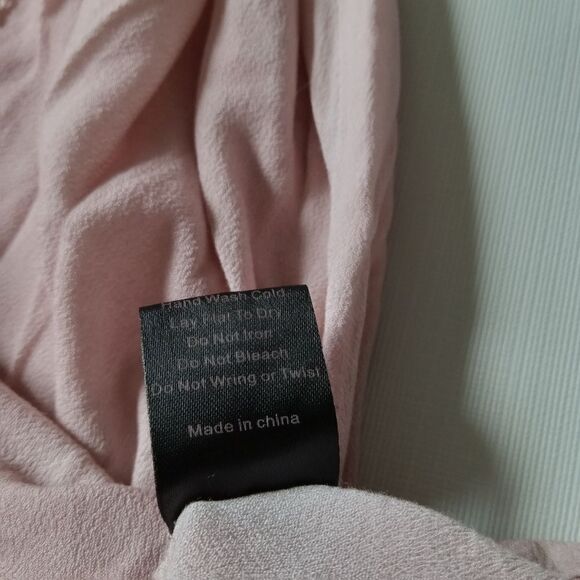 Hand Wash Cold
Lay Flat To Dry
Do Not Iron
Do Not Bleach
Do Not Wring or Twist
Made in china